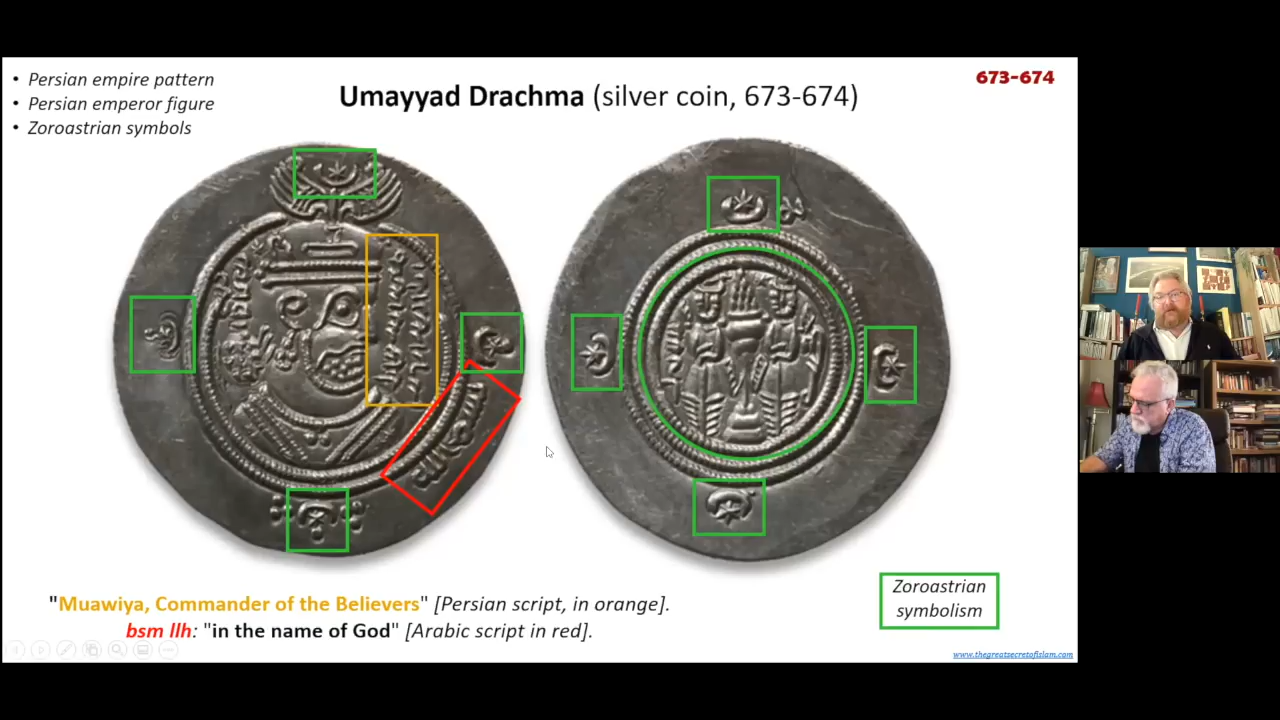 Persian empire pattern
Persian emperor figure
Zoroastrian symbols
Umayyad Drachma (silver coin, 673-674)
673-674
"Muawiya, Commander of the Believers" [Persian script, in orange].
bsm llh: "in the name of God" [Arabic script in red].
Zoroastrian
symbolism
www.thegreatsecretofislam.com